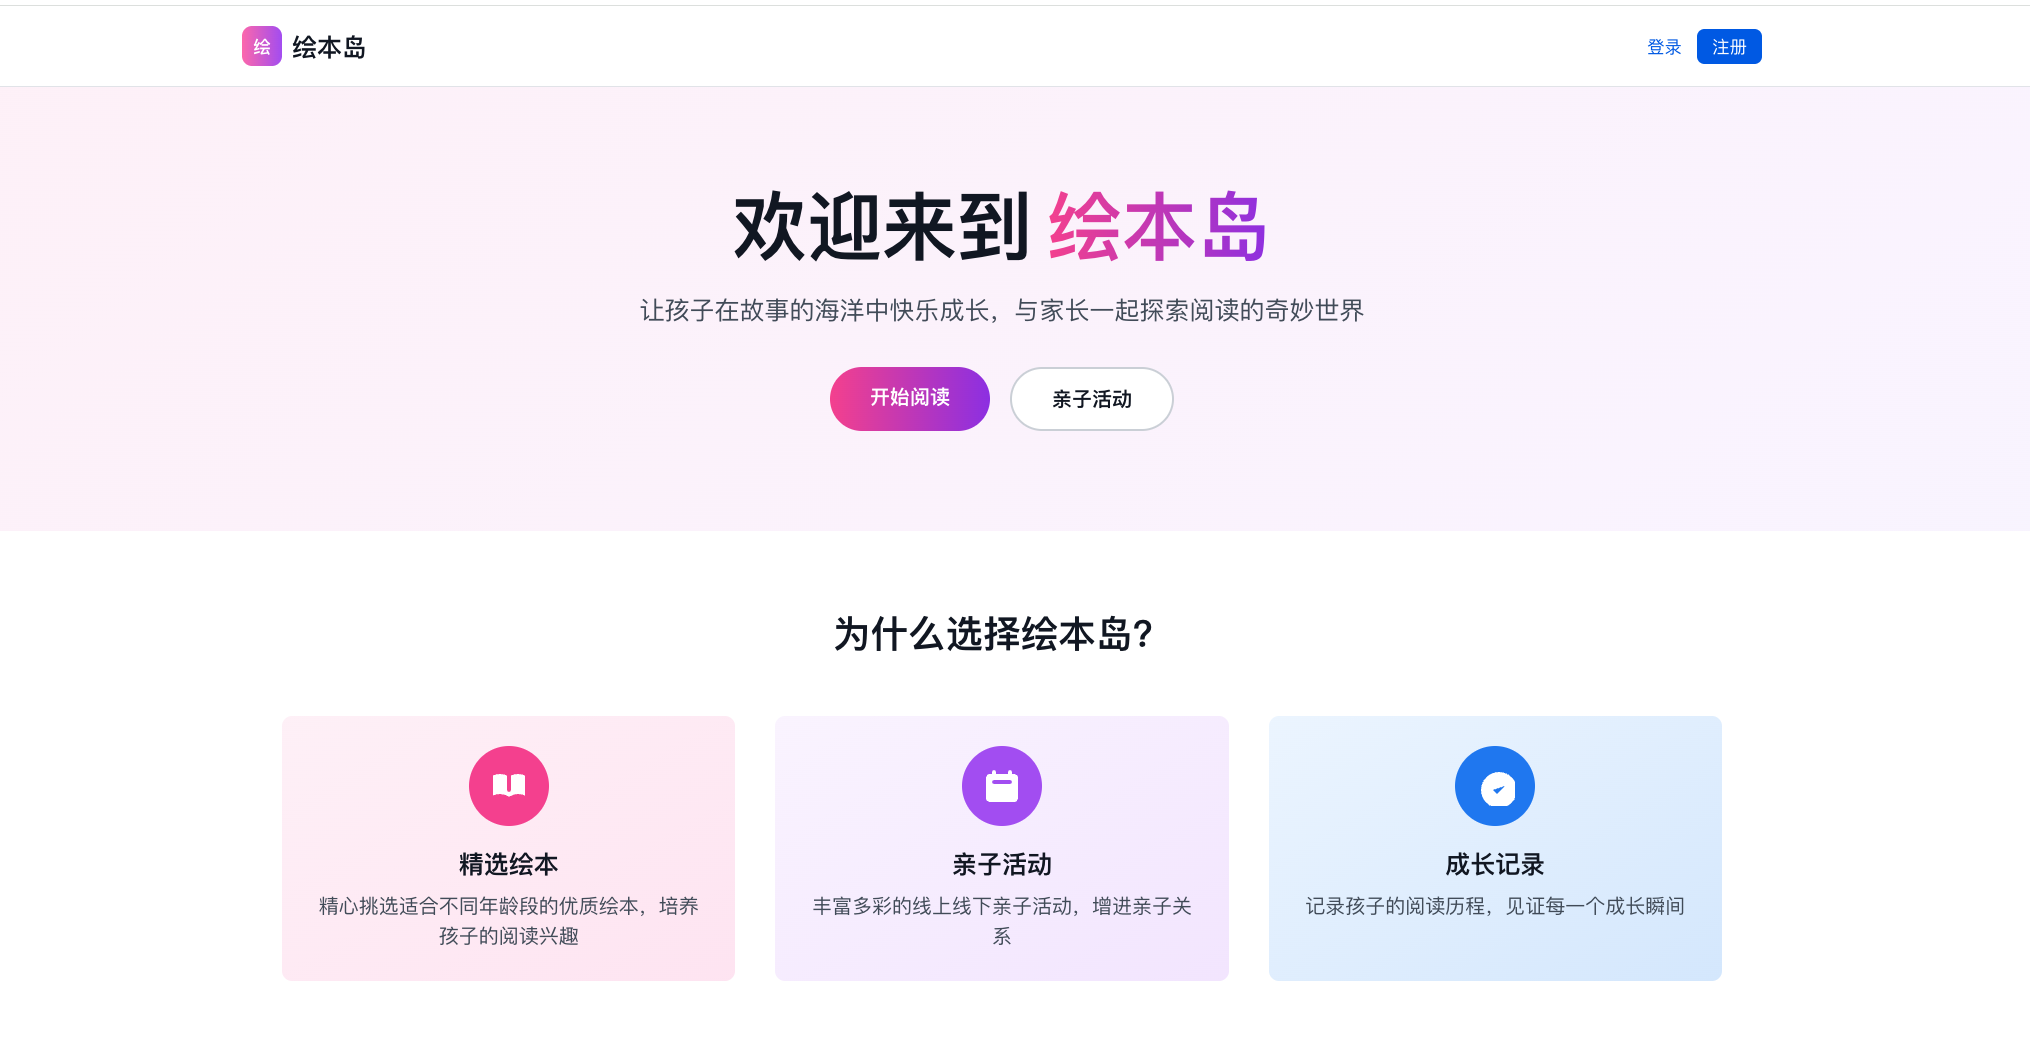 绘 绘本岛
登录 注册
欢迎来到 绘本岛
让孩子在故事的海洋中快乐成长，与家长一起探索阅读的奇妙世界
开始阅读 亲子活动
为什么选择绘本岛？
精选绘本
精心挑选适合不同年龄段的优质绘本，培养
孩子的阅读兴趣
亲子活动
丰富多彩的线上线下亲子活动，增进亲子关
系
成长记录
记录孩子的阅读历程，见证每一个成长瞬间